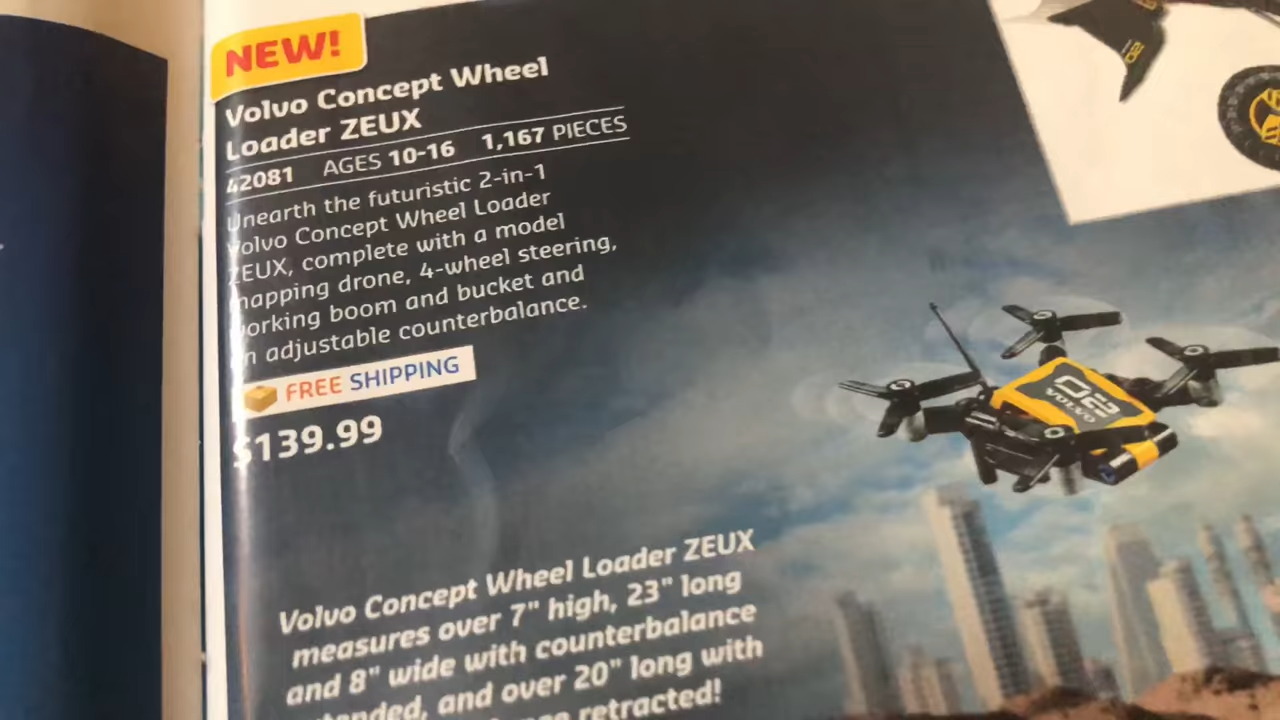 NEW!
Volvo Concept Wheel
Loader ZEUX
42081 AGES 10-16 1,167 PIECES
Unearth the futuristic 2-in-1
Volvo Concept Wheel Loader
ZEUX, complete with a model
mapping drone, 4-wheel steering,
working boom and bucket and
an adjustable counterbalance.
FREE SHIPPING
$139.99
02
VOLVO
Volvo Concept Wheel Loader ZEUX
measures over 7" high, 23" long
and 8" wide with counterbalance
and over 20" long with
retracted!